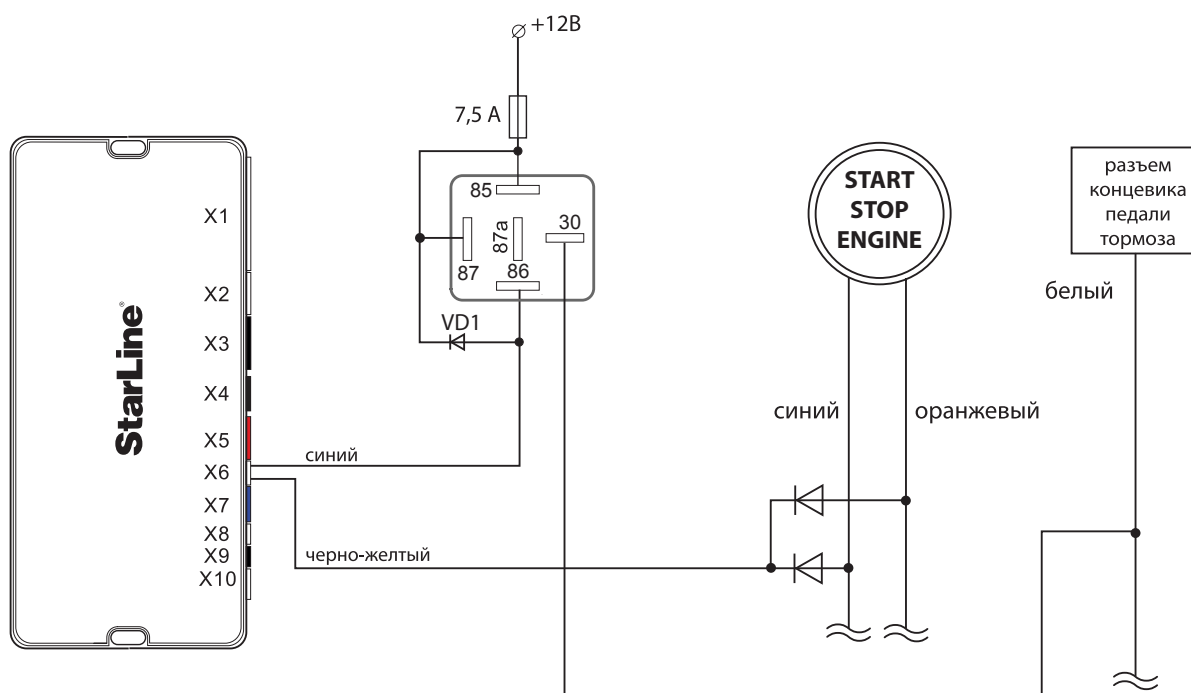 +12В
7,5 А
85
30
87a
87
86
VD1
START
STOP
ENGINE
разъем
концевика
педали
тормоза
белый
StarLine®
X1
X2
X3
X4
X5
X6
X7
X8
X9
X10
синий
черно-желтый
синий
оранжевый